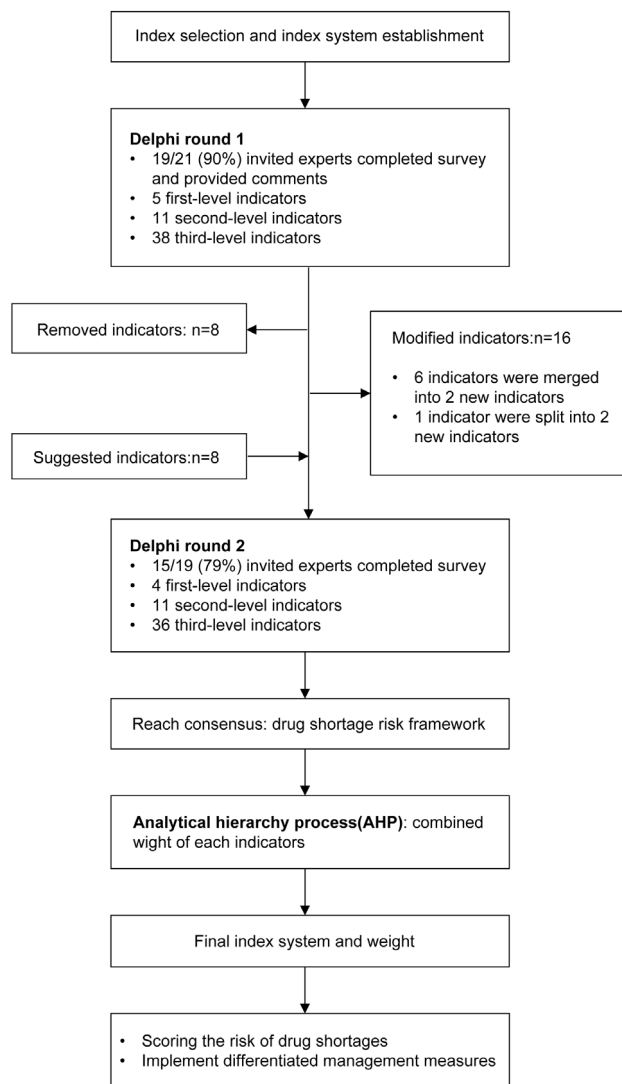 Index selection and index system establishment
Delphi round 1
• 19/21 (90%) invited experts completed survey
and provided comments
• 5 first-level indicators
• 11 second-level indicators
• 38 third-level indicators
Removed indicators: n=8
Modified indicators:n=16
• 6 indicators were merged
into 2 new indicators
• 1 indicator were split into 2
new indicators
Suggested indicators:n=8
Delphi round 2
• 15/19 (79%) invited experts completed survey
• 4 first-level indicators
• 11 second-level indicators
• 36 third-level indicators
Reach consensus: drug shortage risk framework
Analytical hierarchy process(AHP): combined
wight of each indicators
Final index system and weight
• Scoring the risk of drug shortages
• Implement differentiated management measures